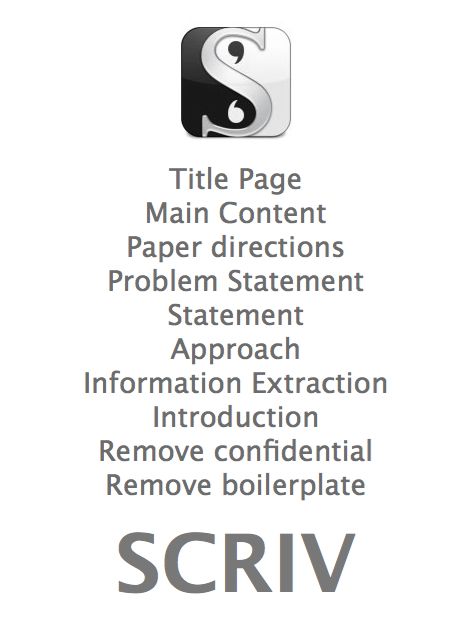 Title Page
Main Content
Paper directions
Problem Statement
Statement
Approach
Information Extraction
Introduction
Remove confidential
Remove boilerplate
SCRIV